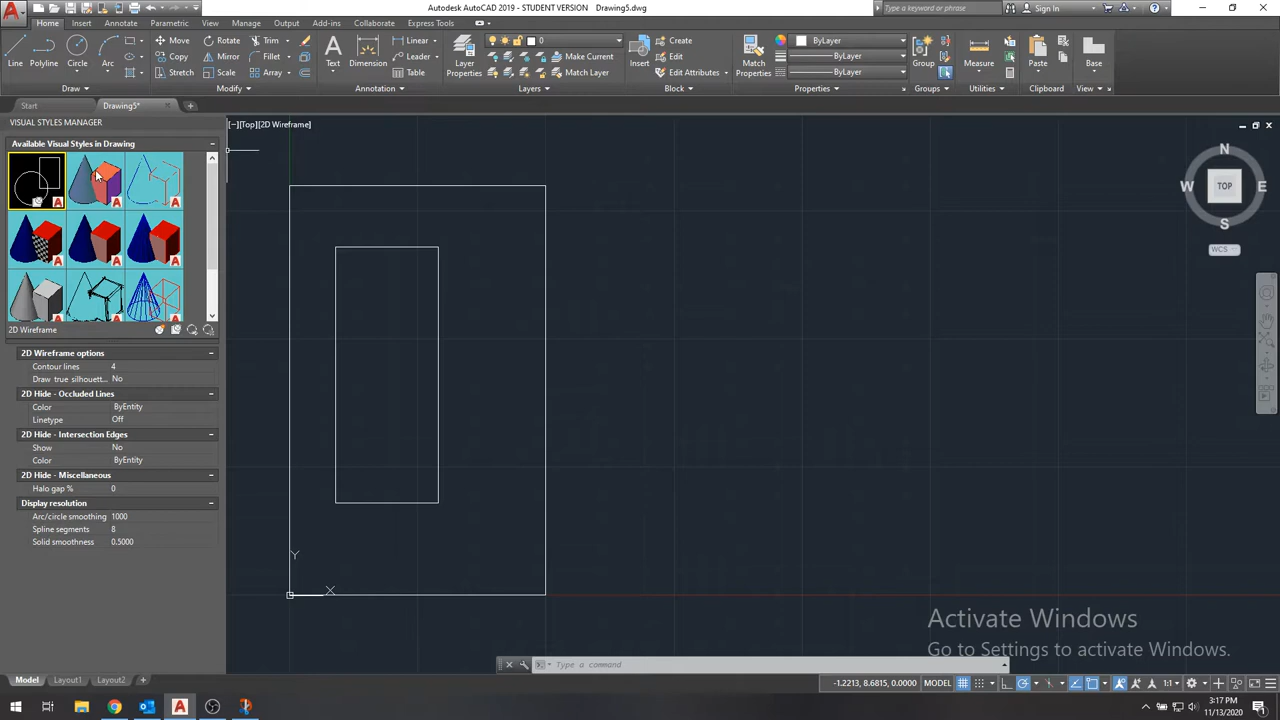 Autodesk AutoCAD 2019 - STUDENT VERSION Drawing5.dwg
Type a keyword or phrase
Sign In
Home Insert Annotate Parametric View Manage Output Add-ins Collaborate Express Tools
Line Polyline Circle Arc
Move Rotate Trim
Copy Mirror Fillet
Stretch Scale Array
Text Dimension
Linear
Leader
Table
Layer Properties
0
Make Current
Match Layer
Insert
Create
Edit
Edit Attributes
Match Properties
ByLayer
ByLayer
ByLayer
Group
Measure
Paste
Base
Draw Modify Annotation Layers Block Properties Groups Utilities Clipboard View
Start Drawing5*
VISUAL STYLES MANAGER
Available Visual Styles in Drawing
2D Wireframe
2D Wireframe options
Contour lines 4
Draw true silhouett... No
2D Hide - Occluded Lines
Color ByEntity
Linetype Off
2D Hide - Intersection Edges
Show No
Color ByEntity
2D Hide - Miscellaneous
Halo gap % 0
Display resolution
Arc/circle smoothing 1000
Spline segments 8
Solid smoothness 0.5000
[−][Top][2D Wireframe]
N
W TOP E
S
WCS
Y
X
Activate Windows
Go to Settings to activate Windows.
Type a command
Model Layout1 Layout2
-1.2213, 8.6815, 0.0000 MODEL
1:1
3:17 PM
11/13/2020